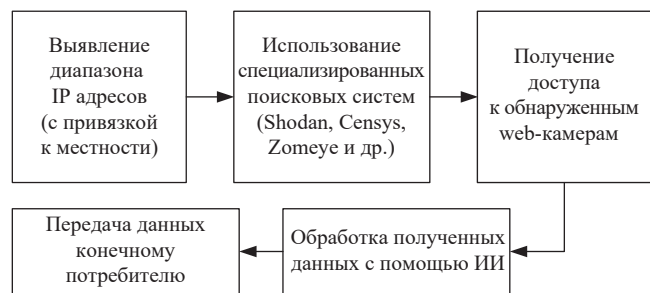 Выявление
диапазона
IP адресов
(с привязкой
к местности)
Использование
специализированных
поисковых систем
(Shodan, Censys,
Zomeye и др.)
Получение
доступа
к обнаруженным
web-камерам
Обработка полученных
данных с помощью ИИ
Передача данных
конечному
потребителю